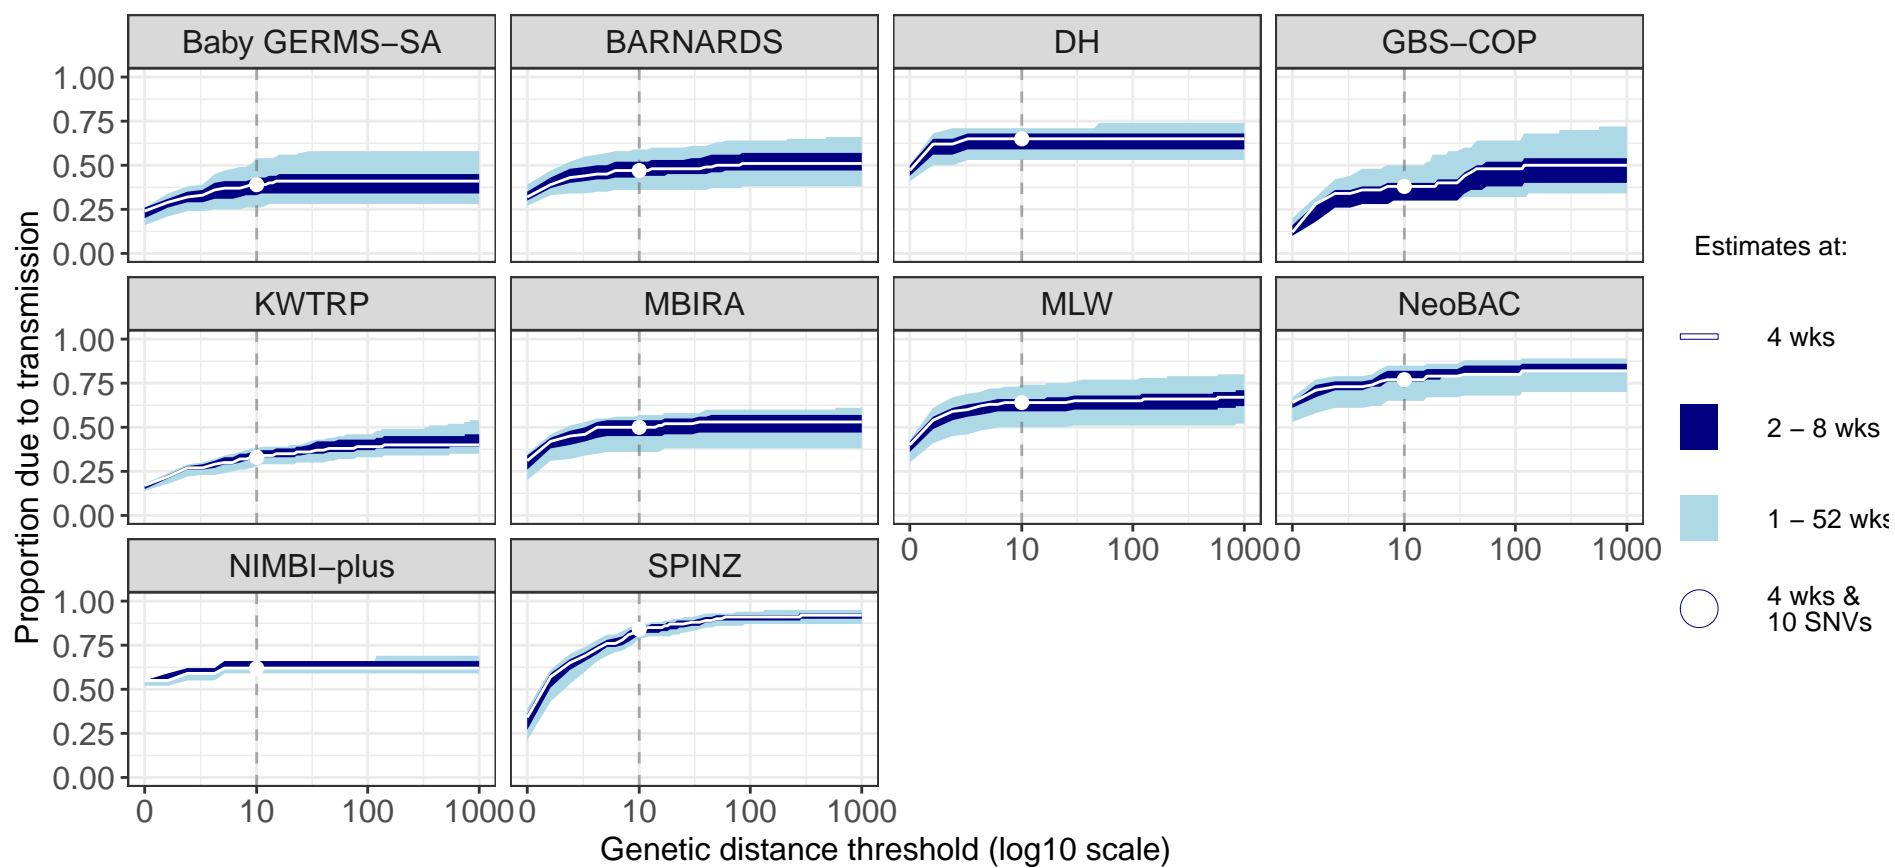 Baby GERMS−SA
BARNARDS
DH
GBS−COP
1.00
0.75
0.50
0.25
0.00
KWTRP
MBIRA
MLW
NeoBAC
1.00
0.75
0.50
0.25
0.00
0 10 100 1000
0 10 100 1000
NIMBI−plus
SPINZ
1.00
0.75
0.50
0.25
0.00
0 10 100 1000
0 10 100 1000
Genetic distance threshold (log10 scale)
Proportion due to transmission
Estimates at:
4 wks
2 − 8 wks
1 − 52 wks
4 wks &
10 SNVs